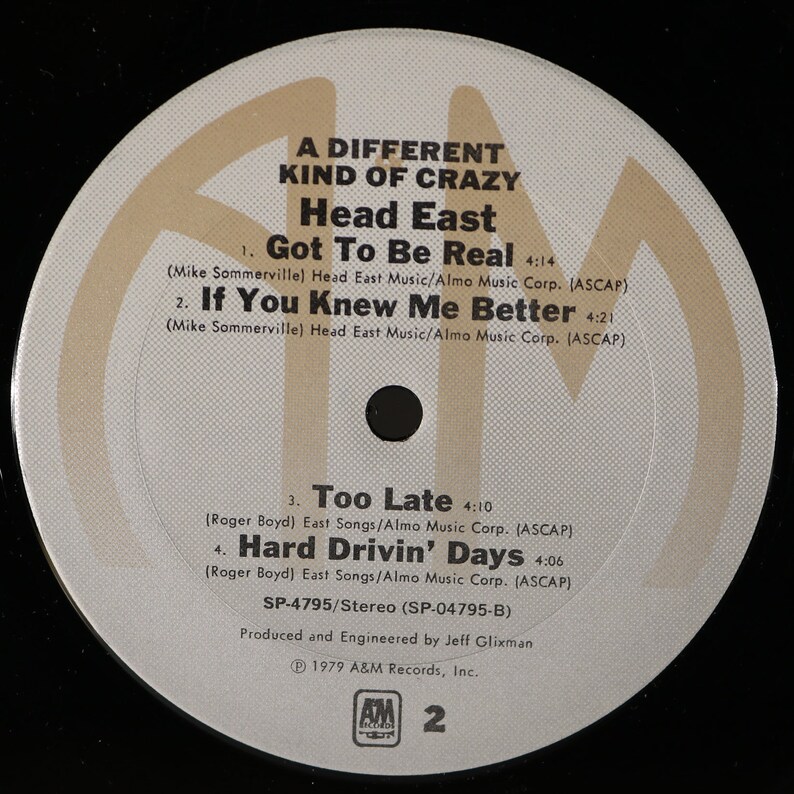 A DIFFERENT
KIND OF CRAZY
Head East
1. Got To Be Real 4:14
(Mike Sommerville) Head East Music/Almo Music Corp. (ASCAP)
2. If You Knew Me Better 4:21
(Mike Sommerville) Head East Music/Almo Music Corp. (ASCAP)
3. Too Late 4:10
(Roger Boyd) East Songs/Almo Music Corp. (ASCAP)
4. Hard Drivin' Days 4:06
(Roger Boyd) East Songs/Almo Music Corp. (ASCAP)
SP-4795/Stereo (SP-04795-B)
Produced and Engineered by Jeff Glixman
℗ 1979 A&M Records, Inc.
A&M
RECORDS
2